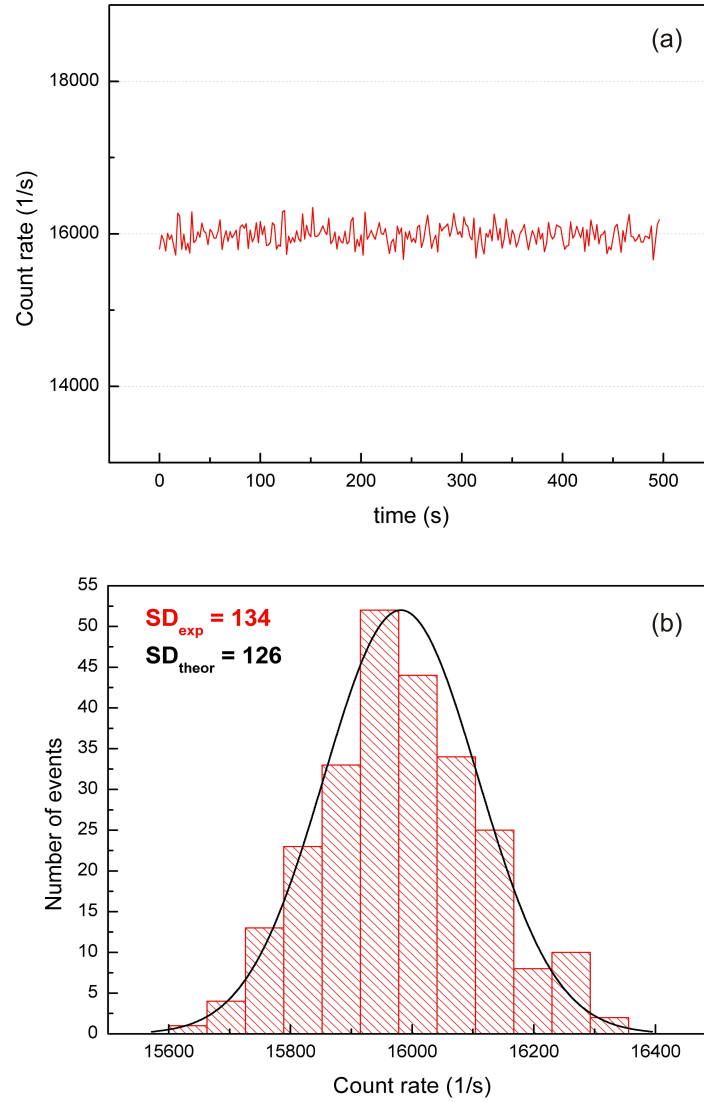 (a)
18000
16000
14000
Count rate (1/s)
0 100 200 300 400 500
time (s)
(b)
SDexp = 134
SDtheor = 126
55
50
45
40
35
30
25
20
15
10
5
0
Number of events
15600 15800 16000 16200 16400
Count rate (1/s)